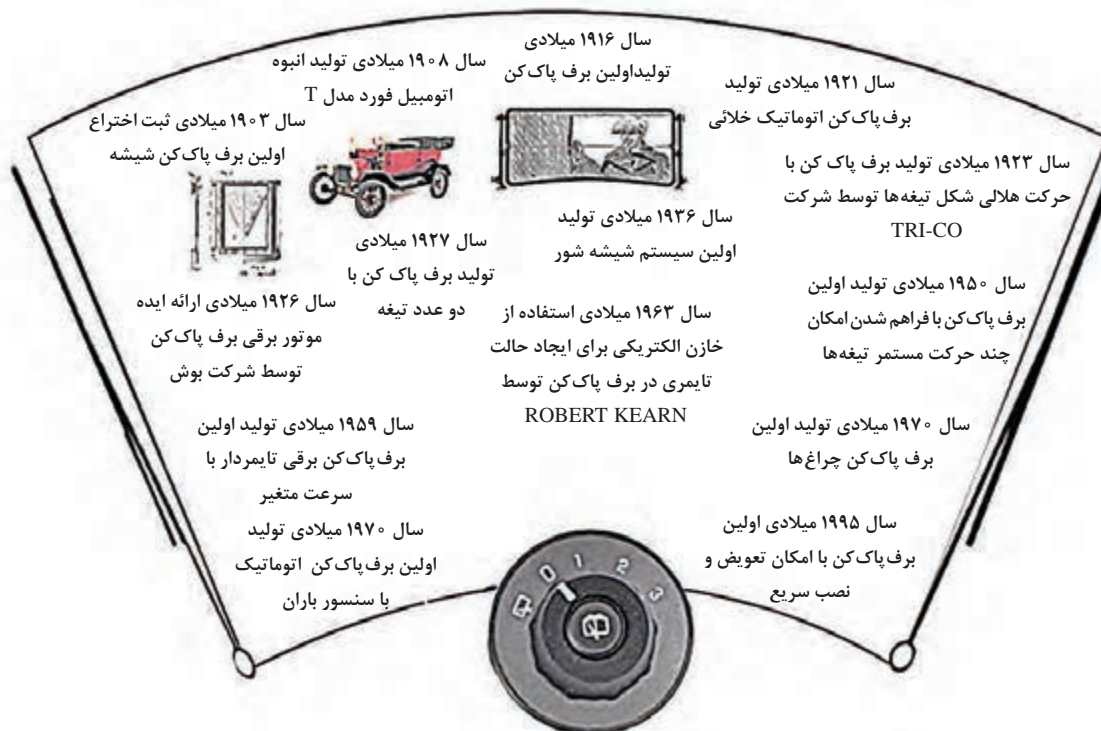 سال ۱۹۰۳ میلادی ثبت اختراع
اولین برف پاک‌کن شیشه
سال ۱۹۰۸ میلادی تولید انبوه
اتومبیل فورد مدل T
سال ۱۹۱۶ میلادی
تولیداولین برف پاک‌کن
سال ۱۹۲۱ میلادی تولید
برف‌پاک‌کن اتوماتیک خلائی
سال ۱۹۲۳ میلادی تولید برف پاک کن با
حرکت هلالی شکل تیغه‌ها توسط شرکت
TRI-CO
سال ۱۹۲۶ میلادی ارائه ایده
موتور برقی برف پاک‌کن
توسط شرکت بوش
سال ۱۹۲۷ میلادی
تولید برف پاک کن با
دو عدد تیغه
سال ۱۹۳۶ میلادی تولید
اولین سیستم شیشه شور
سال ۱۹۵۰ میلادی تولید اولین
برف‌پاک‌کن با فراهم شدن امکان
چند حرکت مستمر تیغه‌ها
سال ۱۹۵۹ میلادی تولید اولین
برف‌پاک‌کن برقی تایمردار با
سرعت متغیر
سال ۱۹۶۳ میلادی استفاده از
خازن الکتریکی برای ایجاد حالت
تایمری در برف پاک‌کن توسط
ROBERT KEARN
سال ۱۹۷۰ میلادی تولید اولین
برف پاک‌کن چراغ‌ها
سال ۱۹۷۰ میلادی تولید
اولین برف‌پاک‌کن اتوماتیک
با سنسور باران
سال ۱۹۹۵ میلادی اولین
برف‌پاک‌کن با امکان تعویض و
نصب سریع
0 1 2 3